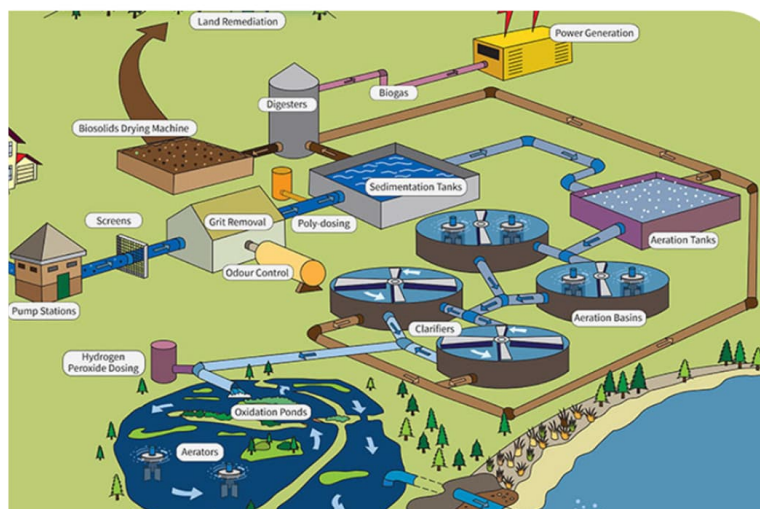 Land Remediation
Power Generation
Biogas
Digesters
Biosolids Drying Machine
Sedimentation Tanks
Screens
Grit Removal
Poly-dosing
Aeration Tanks
Odour Control
Pump Stations
Aeration Basins
Clarifiers
Hydrogen
Peroxide Dosing
Oxidation Ponds
Aerators